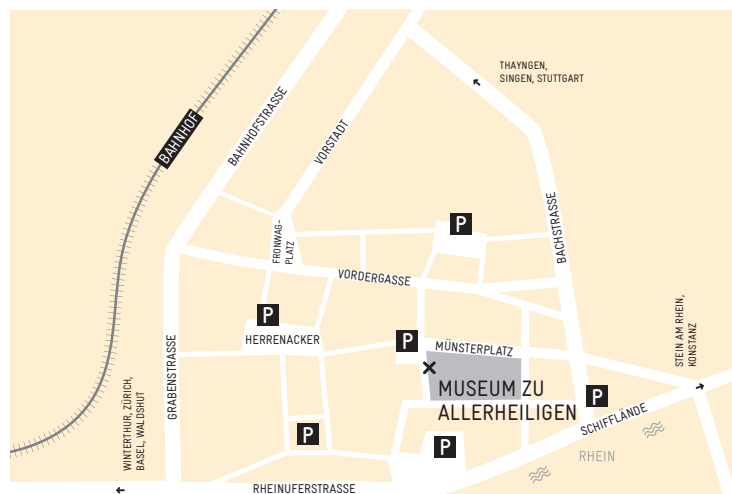 THAYNGEN,
SINGEN, STUTTGART
BAHNHOF
BAHNHOFSTRASSE
VORSTADT
BACHSTRASSE
P
FRONWAG-
PLATZ
VORDERGASSE
P
HERRENACKER
P
MÜNSTERPLATZ
STEIN AM RHEIN,
KONSTANZ
GRABENSTRASSE
MUSEUM ZU
ALLERHEILIGEN
P
SCHIFFLÄNDE
WINTERTHUR, ZÜRICH,
BASEL, WALDSHUT
P
P
RHEIN
RHEINUFERSTRASSE